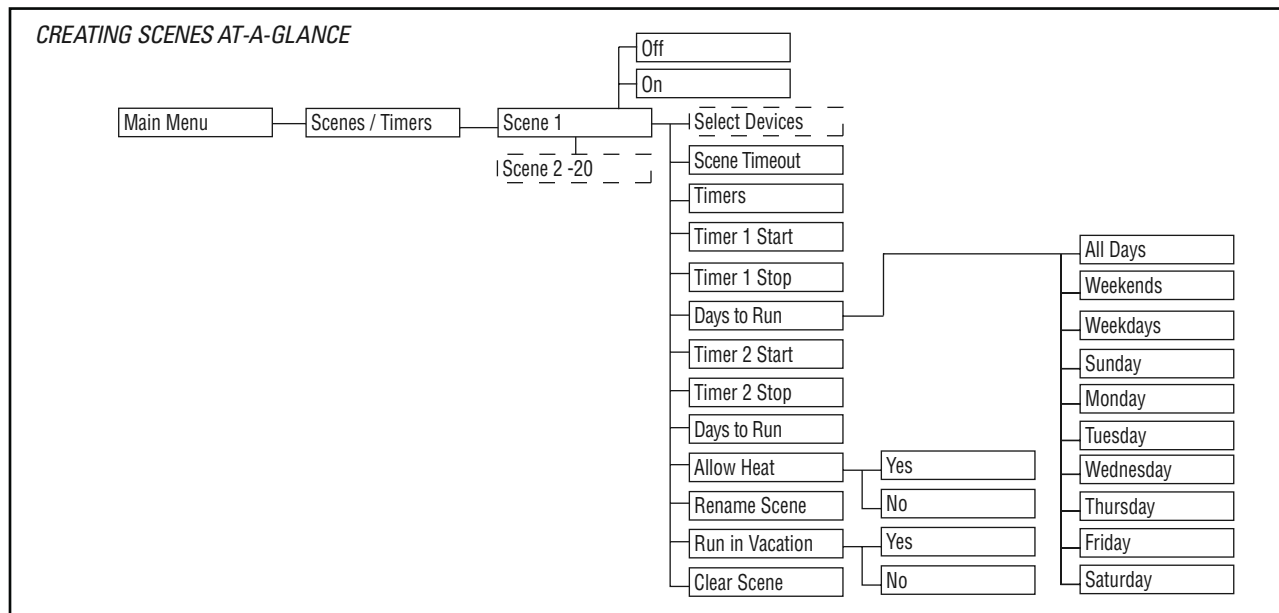 CREATING SCENES AT-A-GLANCE
Off
On
Main Menu
Scenes / Timers
Scene 1
Scene 2 -20
Select Devices
Scene Timeout
Timers
Timer 1 Start
Timer 1 Stop
Days to Run
Timer 2 Start
Timer 2 Stop
Days to Run
Allow Heat
Yes
No
Rename Scene
Run in Vacation
Yes
No
Clear Scene
All Days
Weekends
Weekdays
Sunday
Monday
Tuesday
Wednesday
Thursday
Friday
Saturday